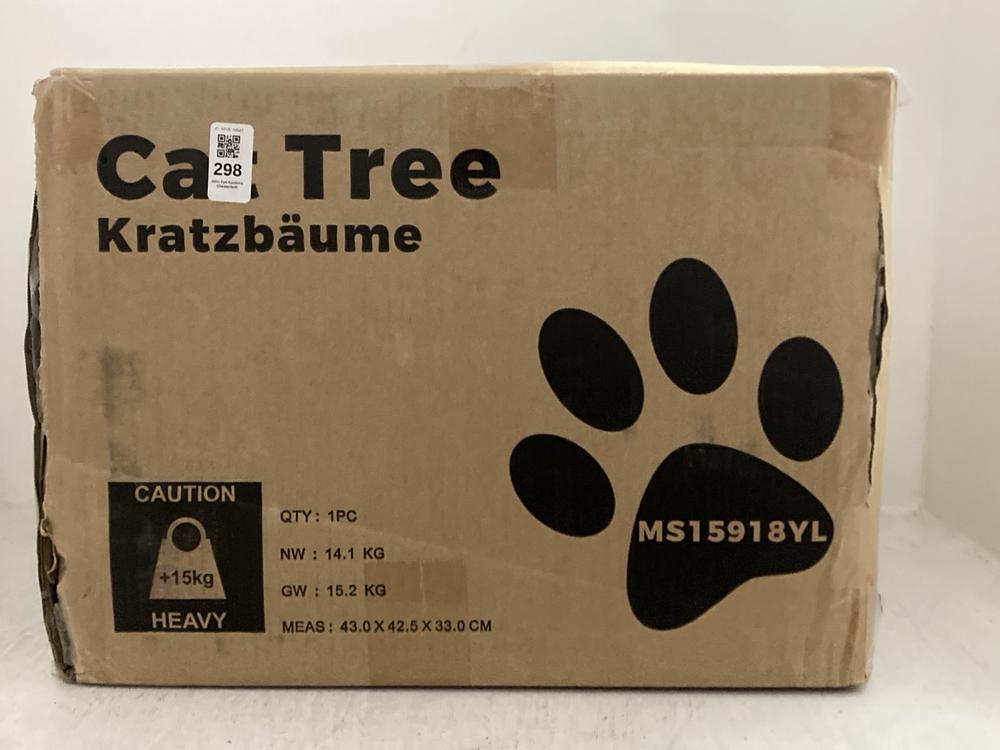 Cat Tree
298
Kratzbäume
CAUTION
+15kg
HEAVY
QTY : 1PC
NW : 14.1 KG
GW : 15.2 KG
MEAS : 43.0 X 42.5 X 33.0 CM
MS15918YL